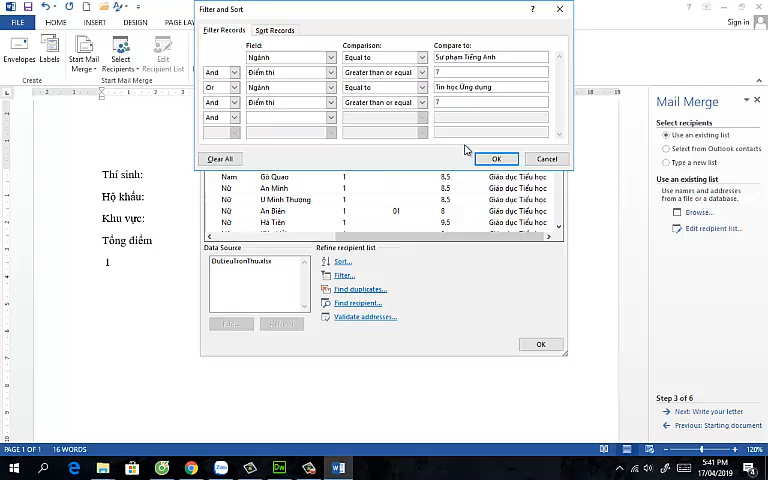 Filter and Sort
? ✕
FILE HOME INSERT DESIGN PAGE LAY
Sign in
Filter Records Sort Records
Field: Comparison: Compare to:
Ngành Equal to Sư phạm Tiếng Anh
And Điểm thi Greater than or equal 7
Or Ngành Equal to Tin học Ứng dụng
And Điểm thi Greater than or equal 7
And
Clear All OK Cancel
Envelopes Labels
Create
Start Mail Merge
Select Recipients
Edit Recipient List
Start Mail Merge
Nam Gò Quao 1 8.5 Giáo dục Tiểu học
Nữ An Minh 1 8.5 Giáo dục Tiểu học
Nữ U Minh Thượng 1 8.5 Giáo dục Tiểu học
Nữ An Biên 1 01 8 Giáo dục Tiểu học
Nữ Hà Tiên 1 9.5 Giáo dục Tiểu học
Data Source
DuLieuTronThu.xlsx
Edit... Refresh
Refine recipient list
Sort...
Filter...
Find duplicates...
Find recipient...
Validate addresses...
OK
Thí sinh:
Hộ khẩu:
Khu vực:
Tổng điểm
1
Mail Merge
Select recipients
Use an existing list
Select from Outlook contacts
Type a new list
Use an existing list
Use names and addresses
from a file or a database.
Browse...
Edit recipient list...
Step 3 of 6
Next: Write your letter
Previous: Starting document
PAGE 1 OF 1 16 WORDS
120%
Zalo
Dw
5:41 PM
17/04/2019